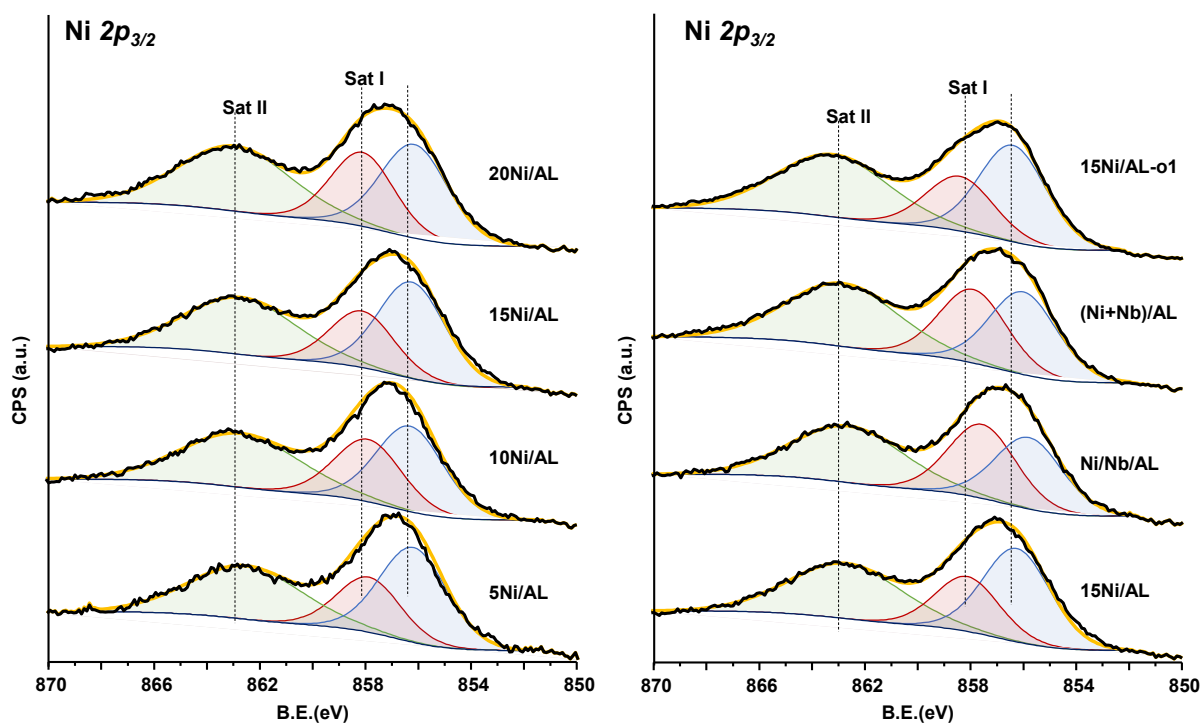 Ni 2p3/2
Sat I
Sat II
20Ni/AL
15Ni/AL
10Ni/AL
5Ni/AL
CPS (a.u.)
870 866 862 858 854 850
B.E.(eV)
Ni 2p3/2
Sat I
Sat II
15Ni/AL-o1
(Ni+Nb)/AL
Ni/Nb/AL
15Ni/AL
CPS (a.u.)
870 866 862 858 854 850
B.E.(eV)